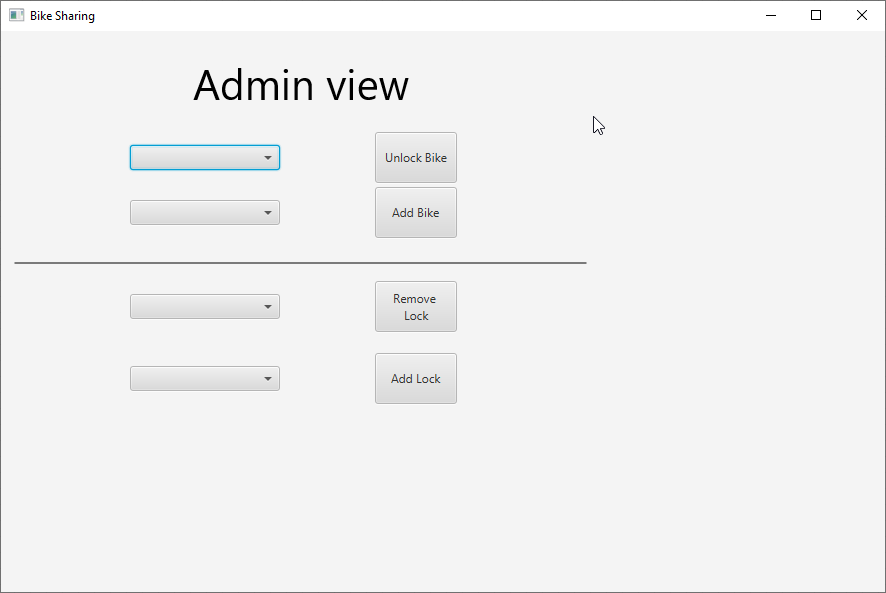 Bike Sharing
Admin view
Unlock Bike
Add Bike
Remove
Lock
Add Lock